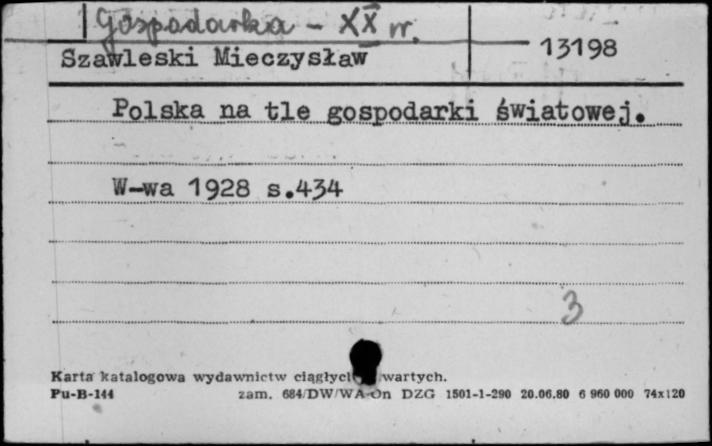 Gospodarka - XX w.
Szawleski Mieczysław
13198
Polska na tle gospodarki światowej.
W-wa 1928 s.434
3
Karta katalogowa wydawnictw ciągłych wartych.
Pu-B-144 zam. 684/DW/WA-On DZG 1501-1-290 20.06.80 6 960 000 74x120